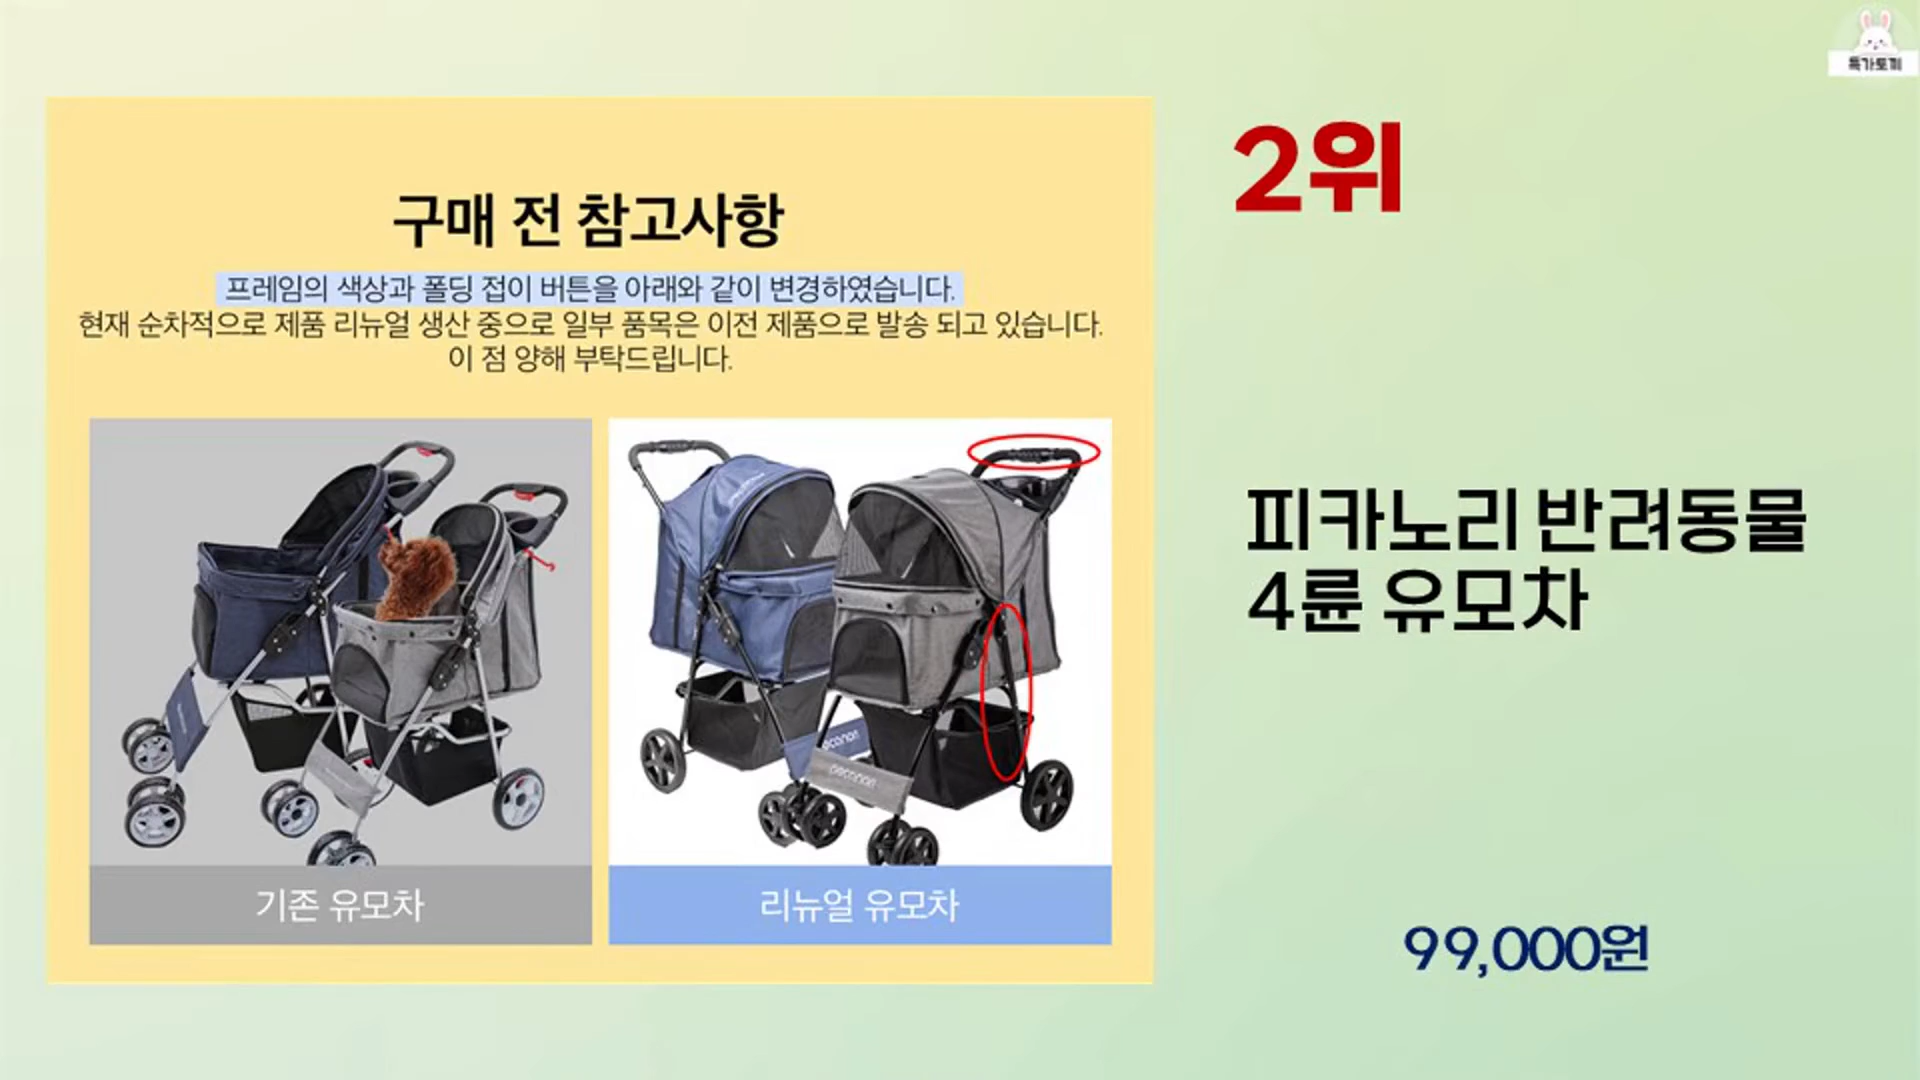 특가토끼
2위
구매 전 참고사항
프레임의 색상과 폴딩 접이 버튼을 아래와 같이 변경하였습니다.
현재 순차적으로 제품 리뉴얼 생산 중으로 일부 품목은 이전 제품으로 발송 되고 있습니다.
이 점 양해 부탁드립니다.
기존 유모차
리뉴얼 유모차
피카노리 반려동물
4륜 유모차
99,000원